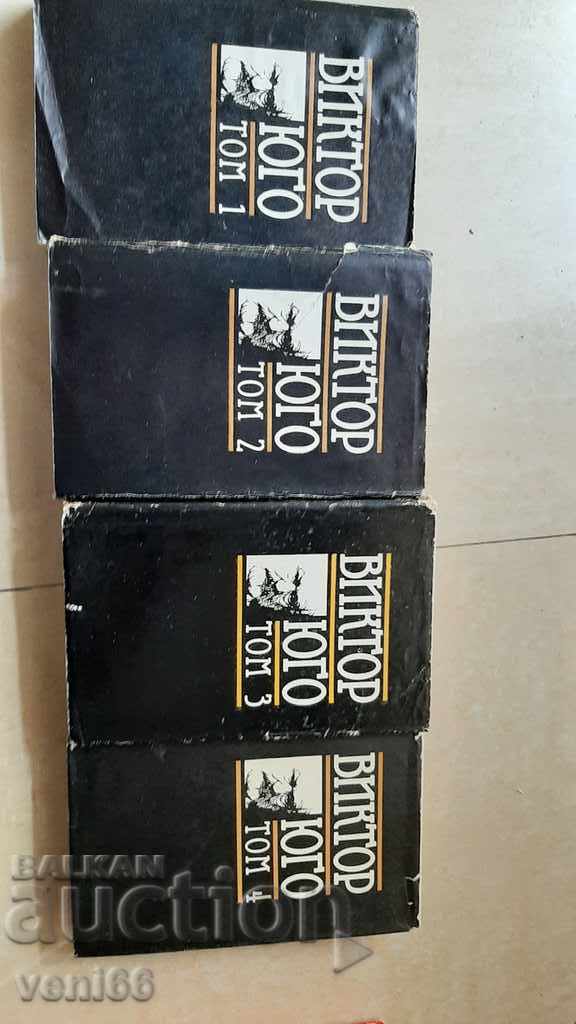 ВИКТОР
ЮГО
ТОМ 1
ВИКТОР
ЮГО
ТОМ 2
ВИКТОР
ЮГО
ТОМ 3
ВИКТОР
ЮГО
ТОМ 4
BALKAN
auction
veni66